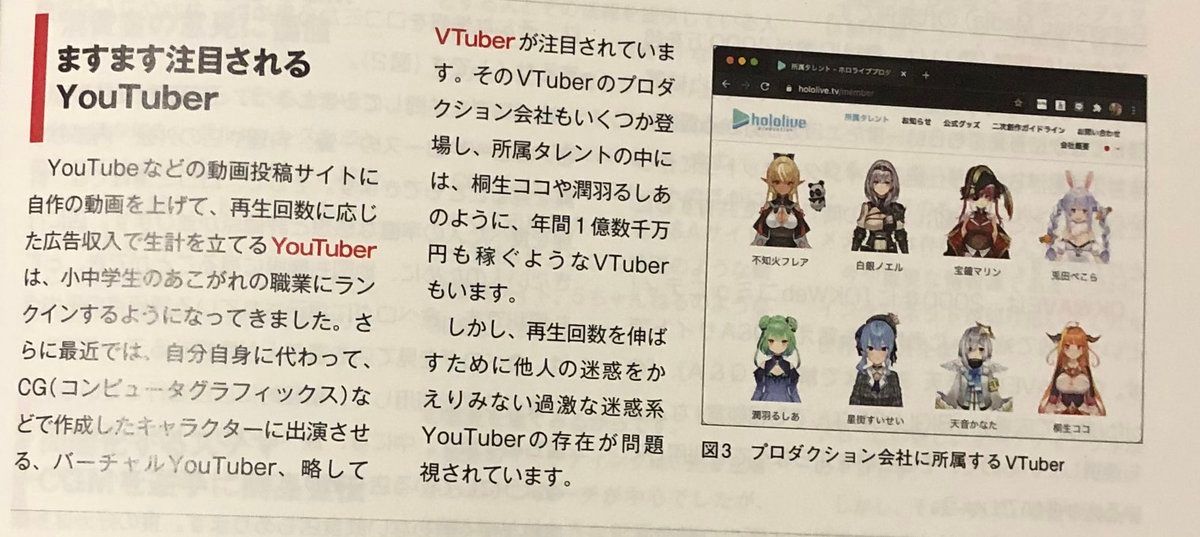 ますます注目される
YouTuber
YouTubeなどの動画投稿サイトに
自作の動画を上げて、再生回数に応じ
た広告収入で生計を立てるYouTuber
は、小中学生のあこがれの職業にラン
クインするようになってきました。さ
らに最近では、自分自身に代わって、
CG(コンピュータグラフィックス)な
どで作成したキャラクターに出演させ
る、バーチャルYouTuber、略して
VTuberが注目されていま
す。そのVTuberのプロダ
クション会社もいくつか登
場し、所属タレントの中に
は、桐生ココや潤羽るしあ
のように、年間1億数千万
円も稼ぐようなVTuber
もいます。
しかし、再生回数を伸ば
すために他人の迷惑をか
えりみない過激な迷惑系
YouTuberの存在が問題
視されています。
所属タレント - ホロライブプロダ
hololive.tv/member
hololive
production
所属タレント お知らせ 公式グッズ 二次創作ガイドライン お問い合わせ
会社概要
不知火フレア 白銀ノエル 宝鐘マリン 兎田ぺこら
潤羽るしあ 星街すいせい 天音かなた 桐生ココ
図3 プロダクション会社に所属するVTuber